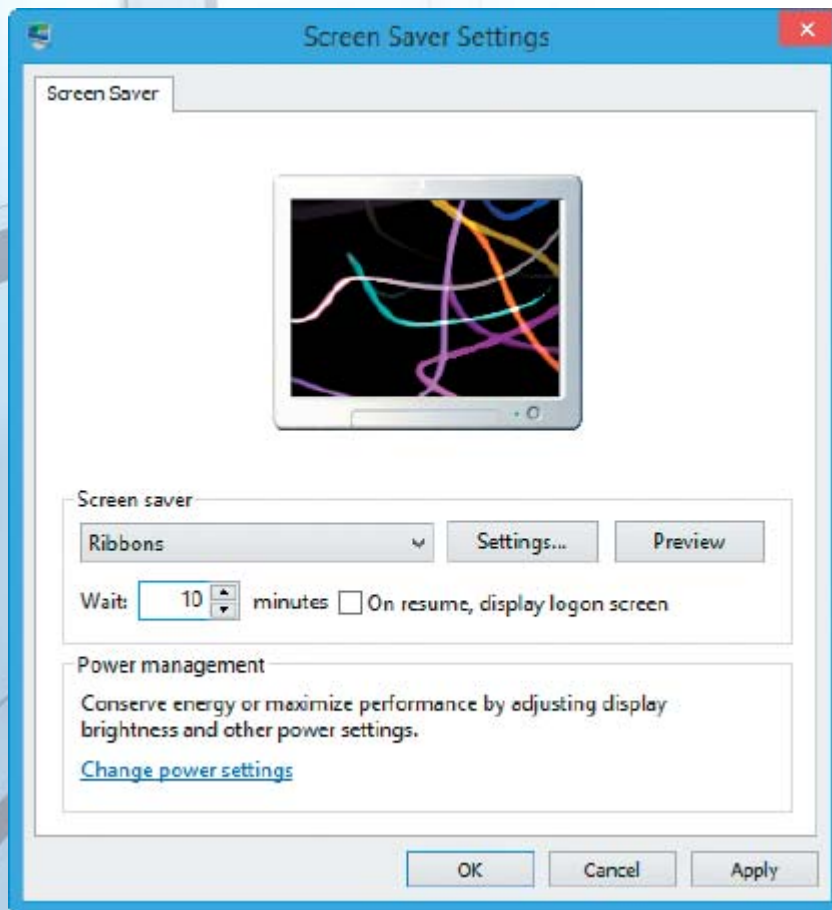 Screen Saver Settings
Screen Saver
Screen saver
Ribbons
Settings...
Preview
Wait: 10 minutes On resume, display logon screen
Power management
Conserve energy or maximize performance by adjusting display
brightness and other power settings.
Change power settings
OK Cancel Apply